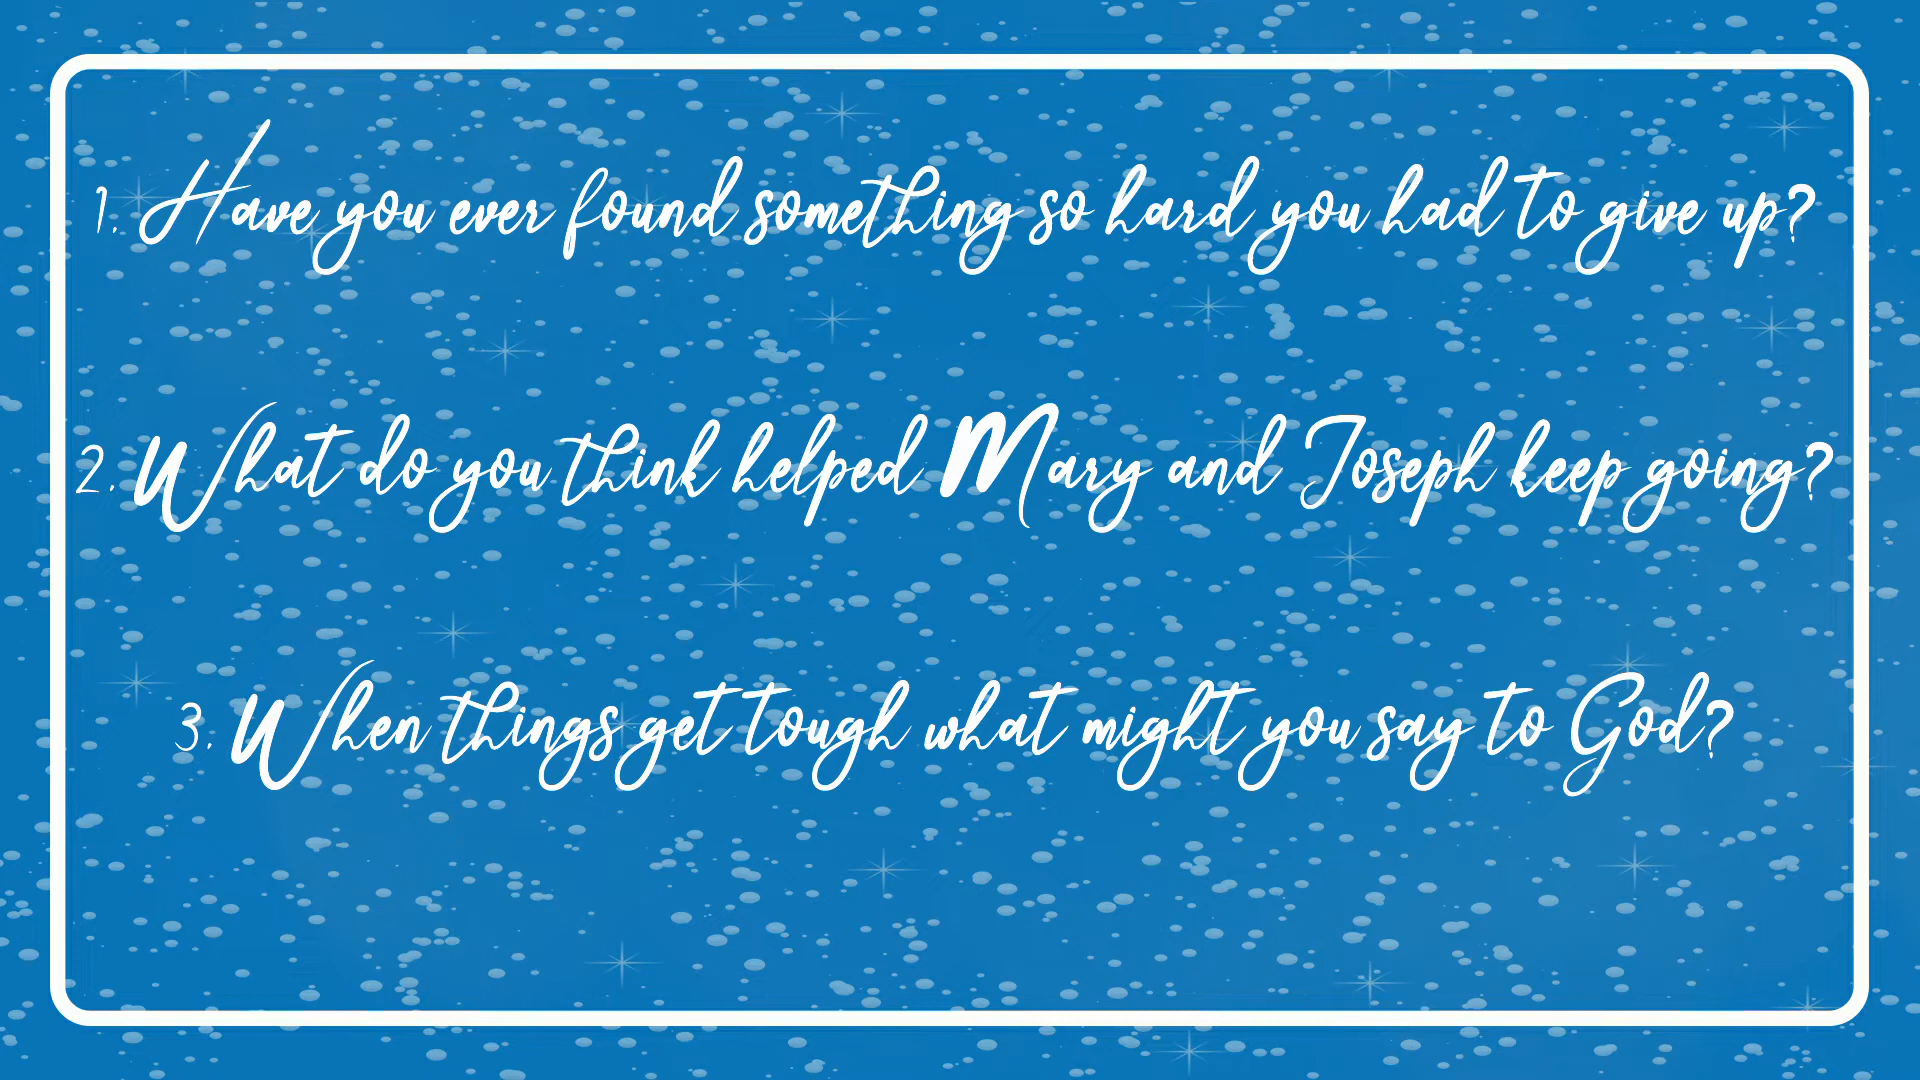 1. Have you ever found something so hard you had to give up?
2. What do you think helped Mary and Joseph keep going?
3. When things get tough what might you say to God?